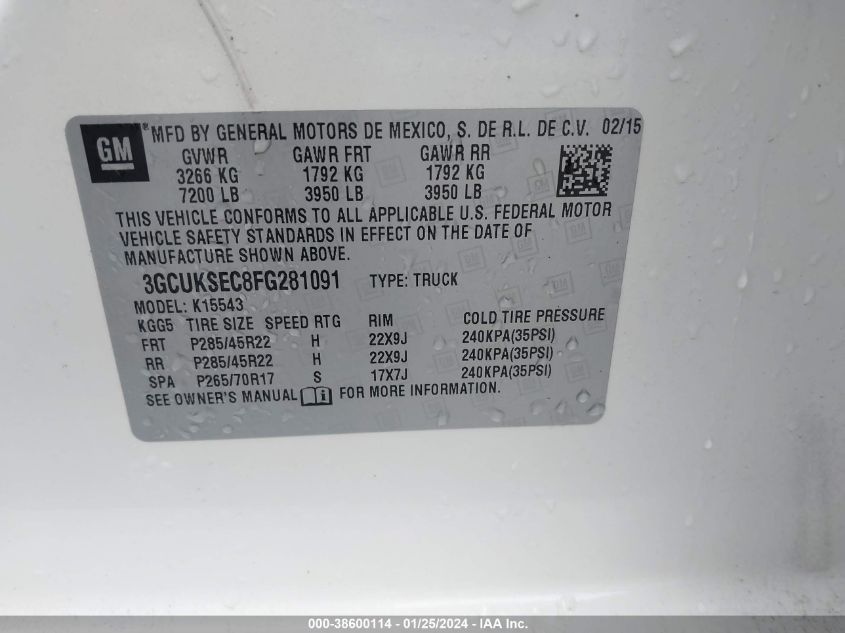 GM ® MFD BY GENERAL MOTORS DE MEXICO, S. DE R.L. DE C.V. 02/15
GVWR GAWR FRT GAWR RR
3266 KG 1792 KG 1792 KG
7200 LB 3950 LB 3950 LB
THIS VEHICLE CONFORMS TO ALL APPLICABLE U.S. FEDERAL MOTOR
VEHICLE SAFETY STANDARDS IN EFFECT ON THE DATE OF
MANUFACTURE SHOWN ABOVE.
3GCUKSEC8FG281091 TYPE: TRUCK
MODEL: K15543
KGG5 TIRE SIZE SPEED RTG RIM COLD TIRE PRESSURE
FRT P285/45R22 H 22X9J 240KPA(35PSI)
RR P285/45R22 H 22X9J 240KPA(35PSI)
SPA P265/70R17 S 17X7J 240KPA(35PSI)
SEE OWNER'S MANUAL i FOR MORE INFORMATION.
000-38600114 - 01/25/2024 - IAA Inc.